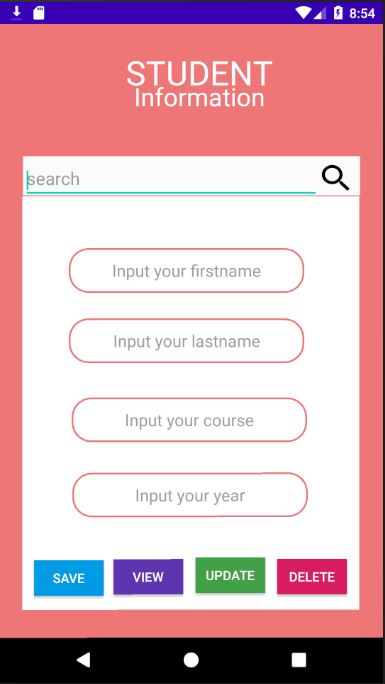 8:54
STUDENT
Information
search
Input your firstname
Input your lastname
Input your course
Input your year
SAVE VIEW UPDATE DELETE